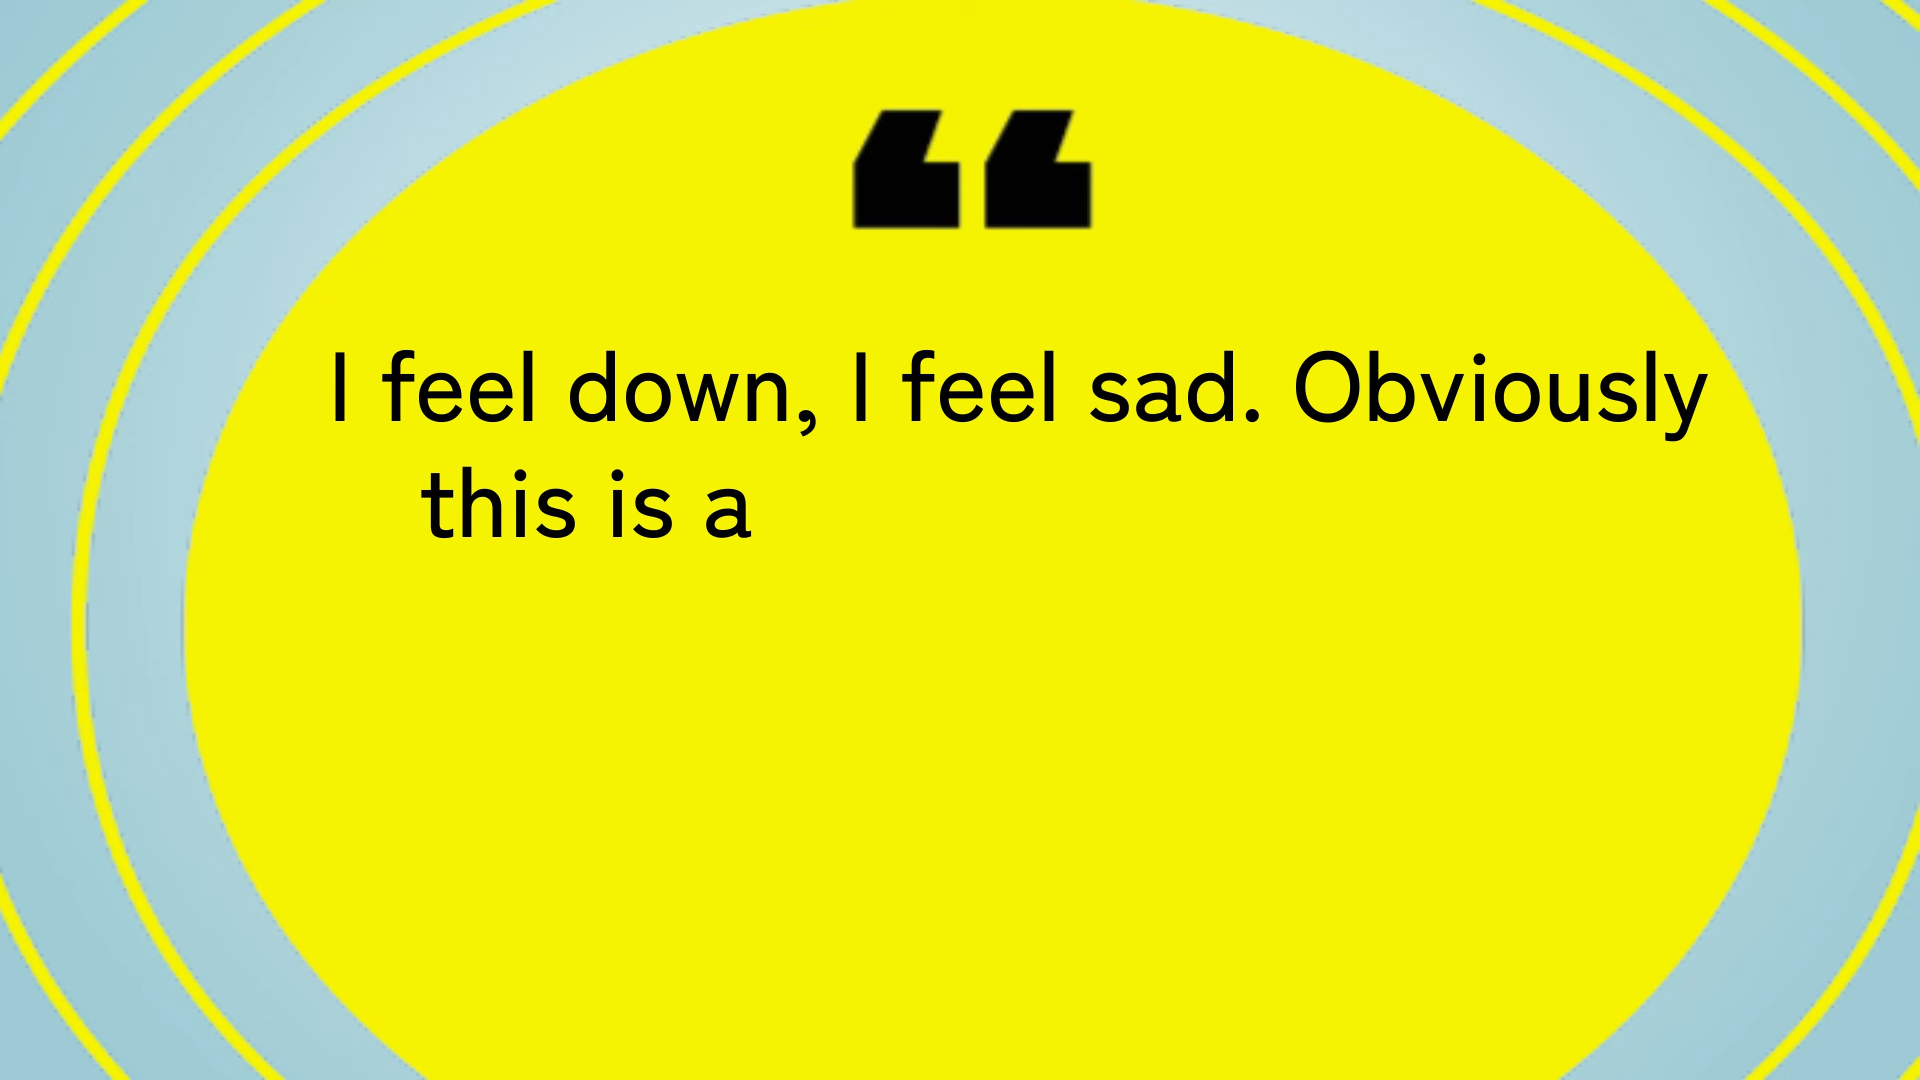 “
I feel down, I feel sad. Obviously
this is a